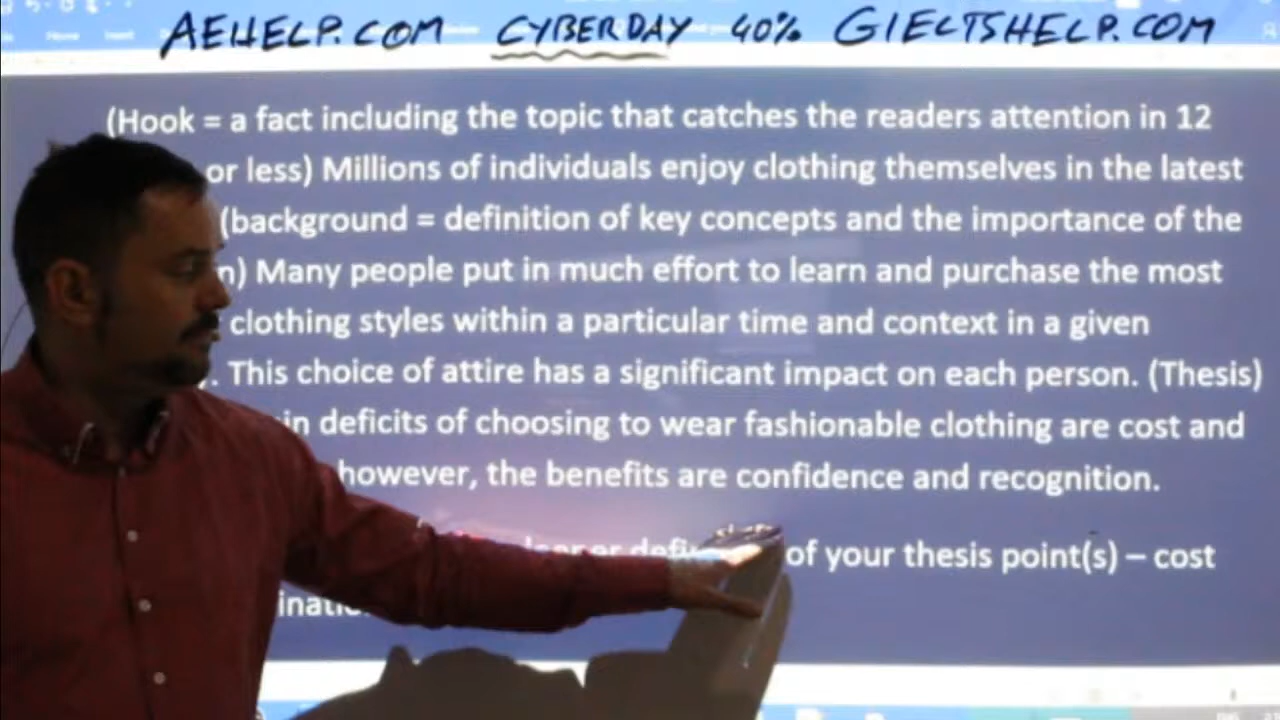 AEHELP.COM CYBERDAY 40% GIELTSHELP.COM
Home Insert
(Hook = a fact including the topic that catches the readers attention in 12
or less) Millions of individuals enjoy clothing themselves in the latest
(background = definition of key concepts and the importance of the
Many people put in much effort to learn and purchase the most
clothing styles within a particular time and context in a given
This choice of attire has a significant impact on each person. (Thesis)
deficits of choosing to wear fashionable clothing are cost and
however, the benefits are confidence and recognition.
of your thesis point(s) – cost